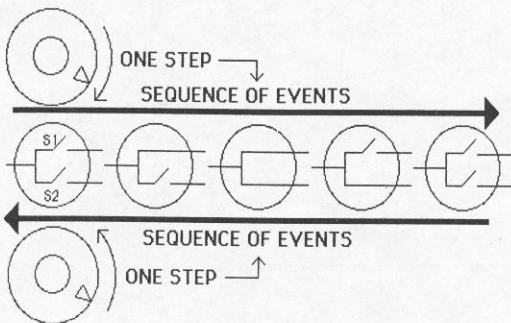 ONE STEP
SEQUENCE OF EVENTS
S1
S2
SEQUENCE OF EVENTS
ONE STEP